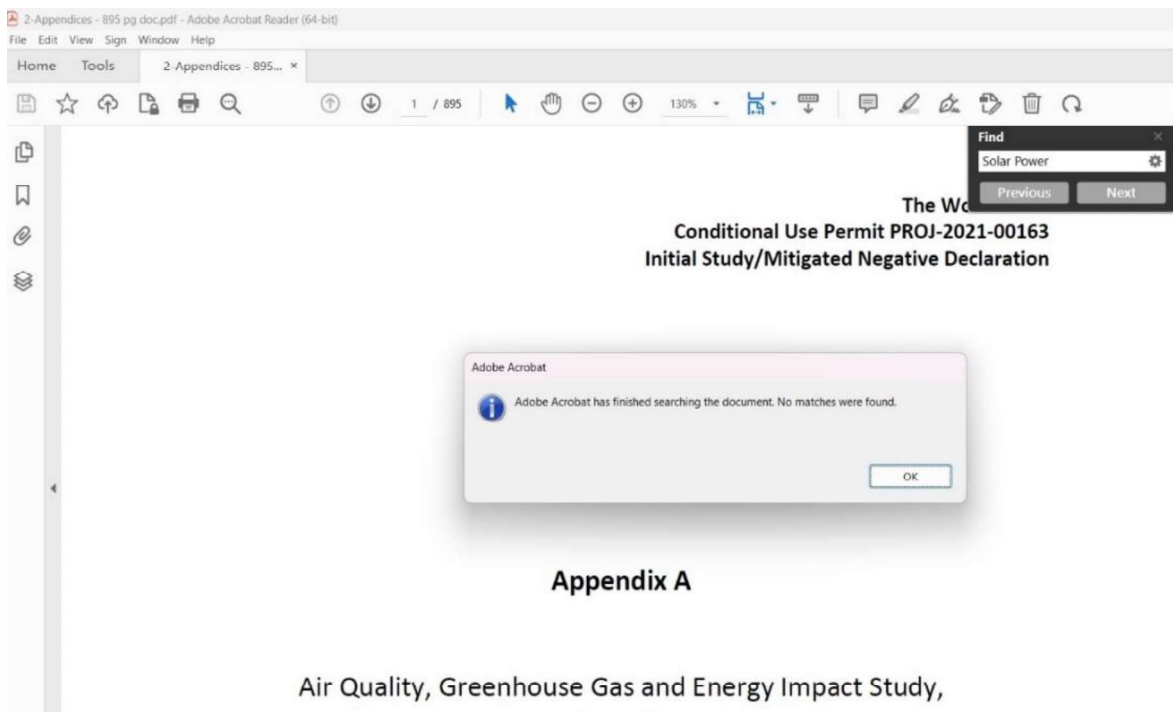 2-Appendices - 895 pg doc.pdf - Adobe Acrobat Reader (64-bit)
File Edit View Sign Window Help
Home Tools 2-Appendices - 895... ×
1 / 895 130%
Find
Solar Power
Previous Next
The Wo
Conditional Use Permit PROJ-2021-00163
Initial Study/Mitigated Negative Declaration
Adobe Acrobat
Adobe Acrobat has finished searching the document. No matches were found.
OK
Appendix A
Air Quality, Greenhouse Gas and Energy Impact Study,